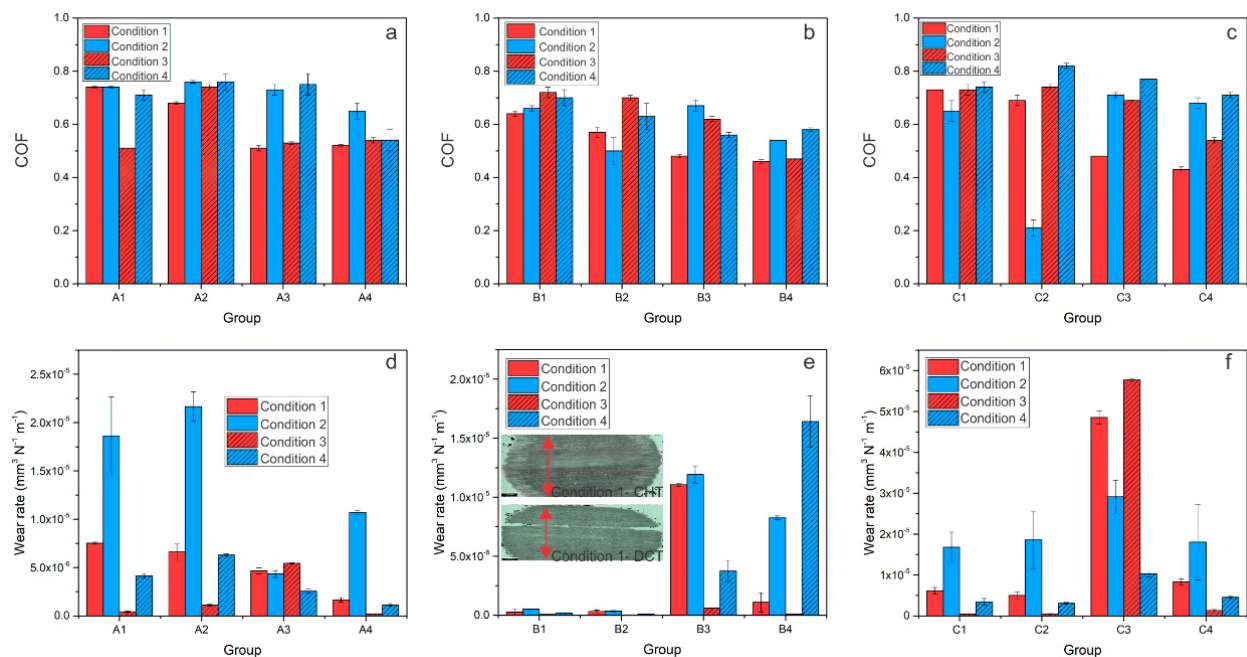 1.0
0.8
0.6
0.4
0.2
0.0
COF
Condition 1
Condition 2
Condition 3
Condition 4
a
A1 A2 A3 A4
Group
1.0
0.8
0.6
0.4
0.2
0.0
COF
Condition 1
Condition 2
Condition 3
Condition 4
b
B1 B2 B3 B4
Group
1.0
0.8
0.6
0.4
0.2
0.0
COF
Condition 1
Condition 2
Condition 3
Condition 4
c
C1 C2 C3 C4
Group
2.5x10⁻⁵
2.0x10⁻⁵
1.5x10⁻⁵
1.0x10⁻⁵
5.0x10⁻⁶
0.0
Wear rate (mm³ N⁻¹ m⁻¹)
Condition 1
Condition 2
Condition 3
Condition 4
d
A1 A2 A3 A4
Group
2.0x10⁻⁵
1.5x10⁻⁵
1.0x10⁻⁵
5.0x10⁻⁶
0.0
Wear rate (mm³ N⁻¹ m⁻¹)
Condition 1
Condition 2
Condition 3
Condition 4
e
Condition 1- CHT
Condition 1- DCT
B1 B2 B3 B4
Group
6x10⁻⁵
5x10⁻⁵
2x10⁻⁵
1x10⁻⁵
0
Wear rate (mm³ N⁻¹ m⁻¹)
Condition 1
Condition 2
Condition 3
Condition 4
f
C1 C2 C3 C4
Group